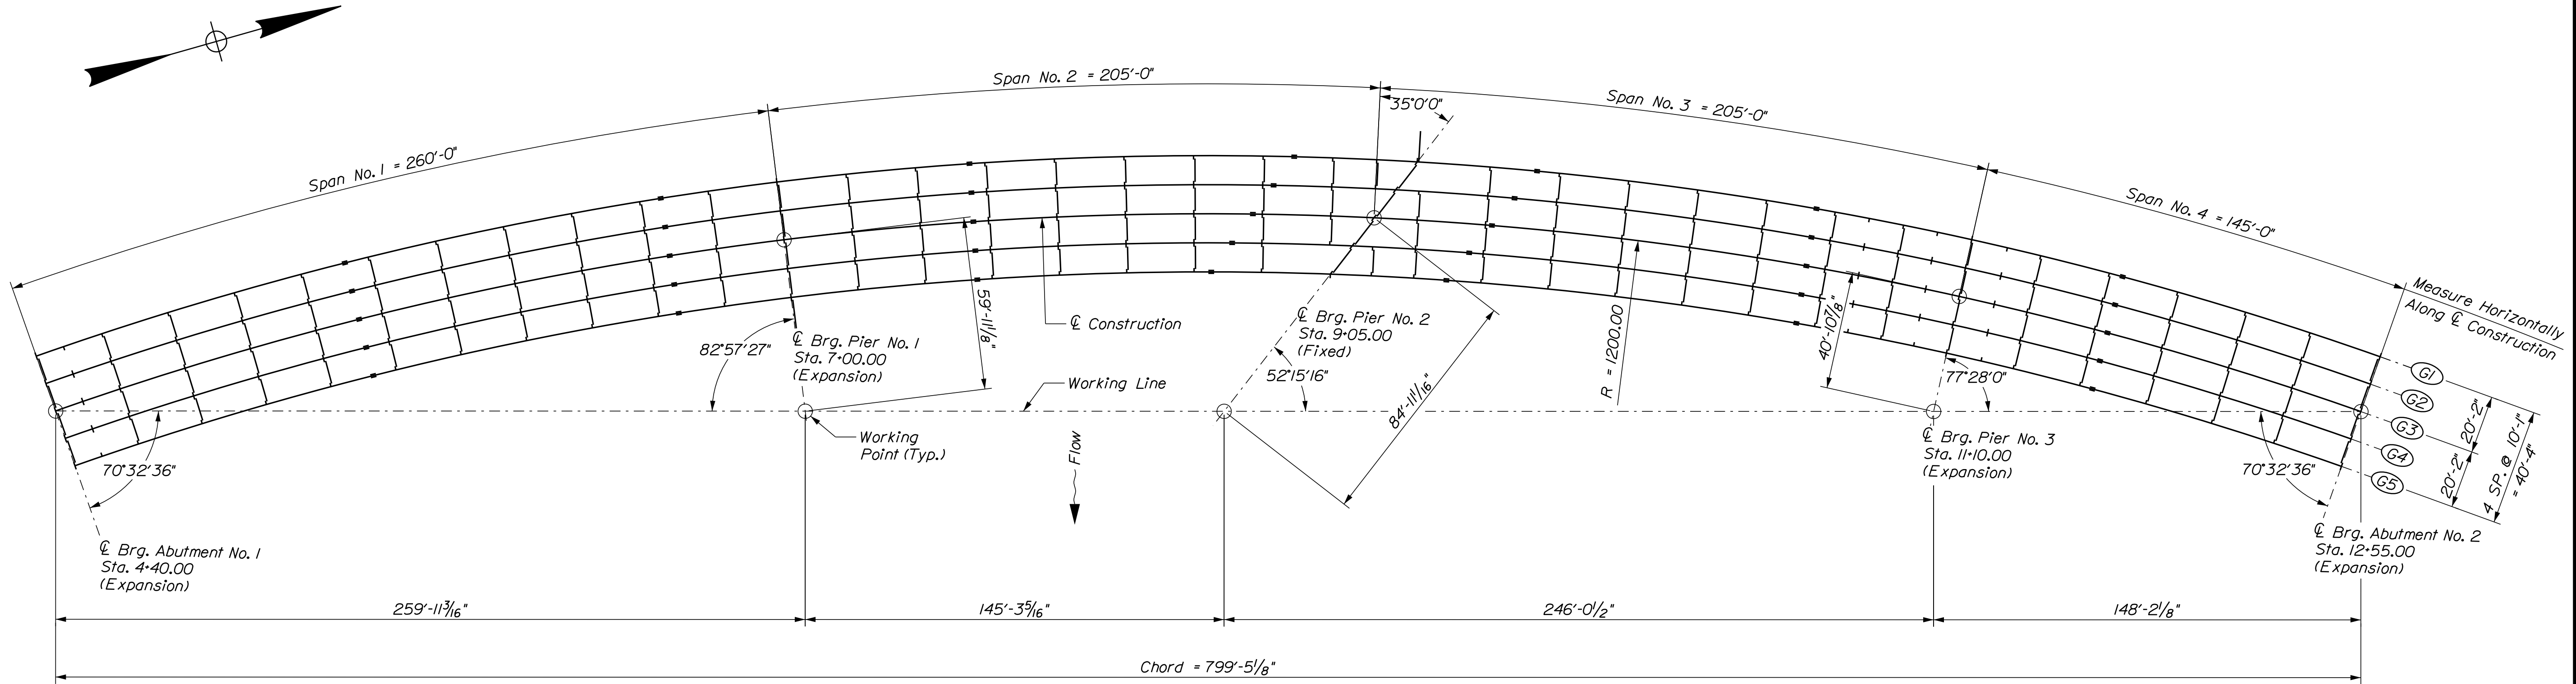 Span No. 1 = 260'-0"
Span No. 2 = 205'-0"
35°0'0"
Span No. 3 = 205'-0"
Span No. 4 = 145'-0"
Measure Horizontally
Along ℄ Construction
59'-11 1/8"
℄ Construction
82°57'27"
℄ Brg. Pier No. 1
Sta. 7+00.00
(Expansion)
Working Line
Working
Point (Typ.)
Flow
℄ Brg. Pier No. 2
Sta. 9+05.00
(Fixed)
52°15'16"
84'-11 1/16"
R = 1200.00
40'-10 7/8"
77°28'0"
℄ Brg. Pier No. 3
Sta. 11+10.00
(Expansion)
G1
G2
G3
G4
G5
20'-2"
20'-2"
4 SP. @ 10'-1"
= 40'-4"
70°32'36"
70°32'36"
℄ Brg. Abutment No. 1
Sta. 4+40.00
(Expansion)
℄ Brg. Abutment No. 2
Sta. 12+55.00
(Expansion)
259'-11 3/16"
145'-3 5/16"
246'-0 1/2"
148'-2 1/8"
Chord = 799'-5 1/8"